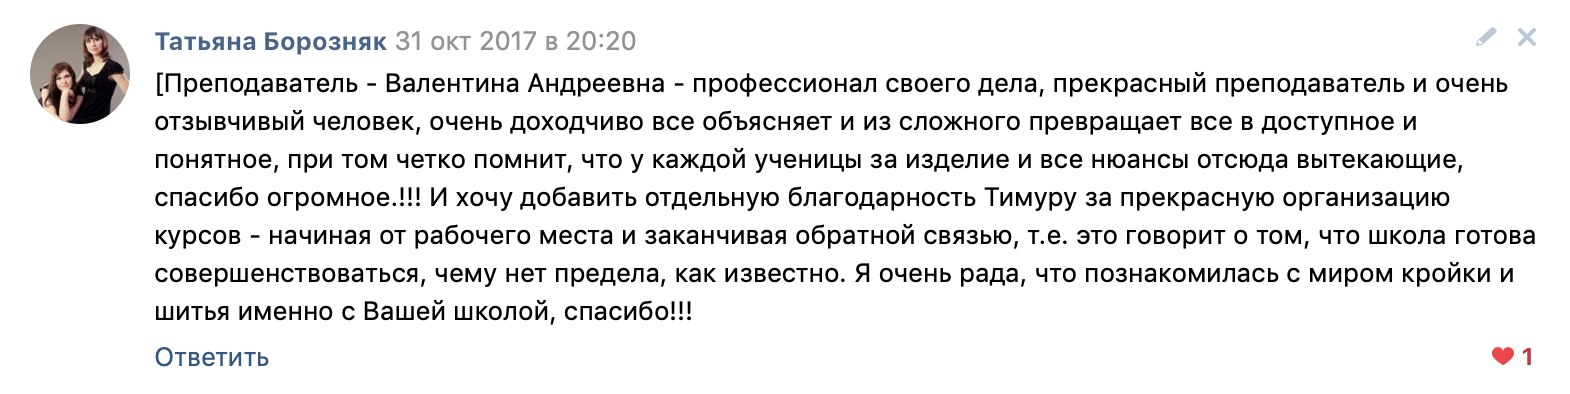 Татьяна Борозняк 31 окт 2017 в 20:20
[Преподаватель - Валентина Андреевна - профессионал своего дела, прекрасный преподаватель и очень
отзывчивый человек, очень доходчиво все объясняет и из сложного превращает все в доступное и
понятное, при том четко помнит, что у каждой ученицы за изделие и все нюансы отсюда вытекающие,
спасибо огромное.!!! И хочу добавить отдельную благодарность Тимуру за прекрасную организацию
курсов - начиная от рабочего места и заканчивая обратной связью, т.е. это говорит о том, что школа готова
совершенствоваться, чему нет предела, как известно. Я очень рада, что познакомилась с миром кройки и
шитья именно с Вашей школой, спасибо!!!
Ответить 1